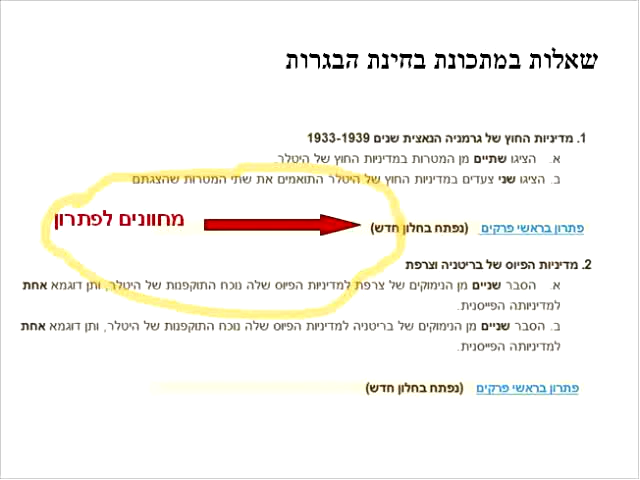 שאלות במתכונת בחינת הבגרות
1. מדיניות החוץ של גרמניה הנאצית שנים 1933-1939
א. הציגו שתיים מן המטרות במדיניות החוץ של היטלר.
ב. הציגו שני צעדים במדיניות החוץ של היטלר התואמים את שתי המטרות שהצגתם
מחוונים לפתרון
פתרון בראשי פרקים (נפתח בחלון חדש)
2. מדיניות הפיוס של בריטניה וצרפת
א. הסבר שניים מן הנימוקים של צרפת למדיניות הפיוס שלה נוכח התוקפנות של היטלר, ותן דוגמא אחת
למדיניותה הפייסנית.
ב. הסבר שניים מן הנימוקים של בריטניה למדיניות הפיוס שלה נוכח התוקפנות של היטלר, ותן דוגמא אחת
למדיניותה הפייסנית.
פתרון בראשי פרקים (נפתח בחלון חדש)